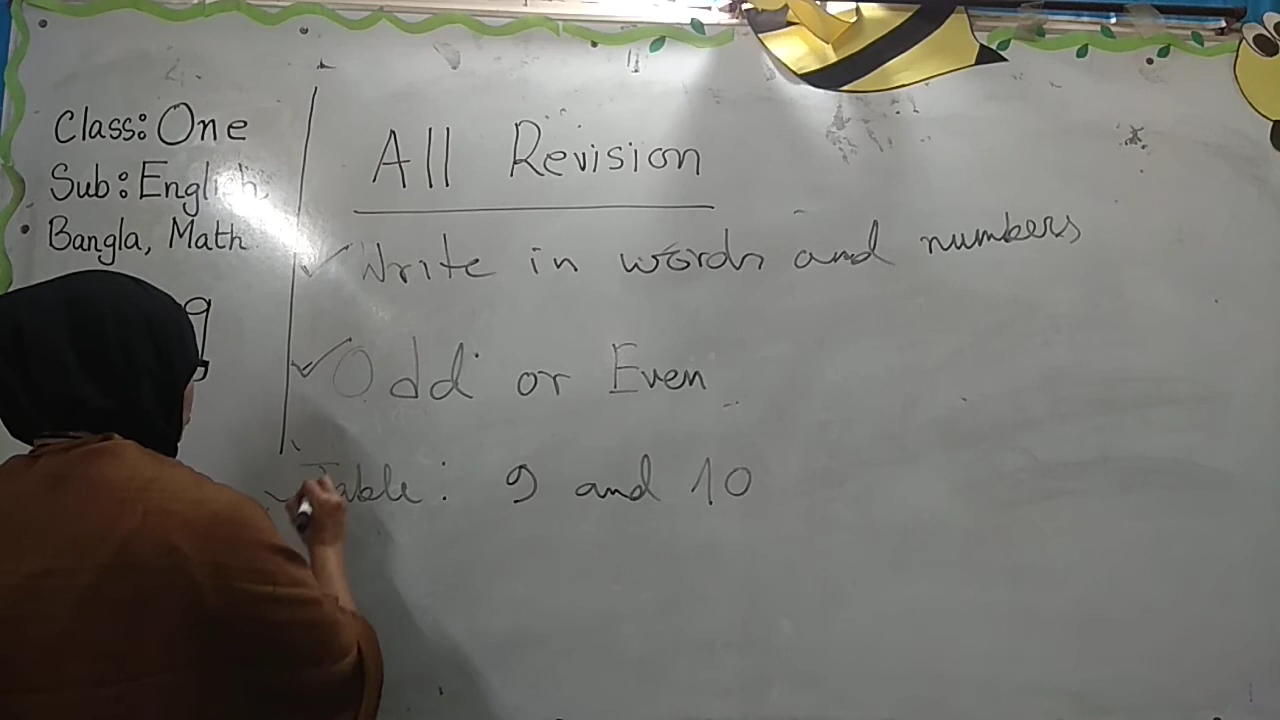 Class: One
Sub: English
Bangla, Math
9
All Revision
✓ Write in words and numbers
✓ Odd or Even
✓ Table: 9 and 10